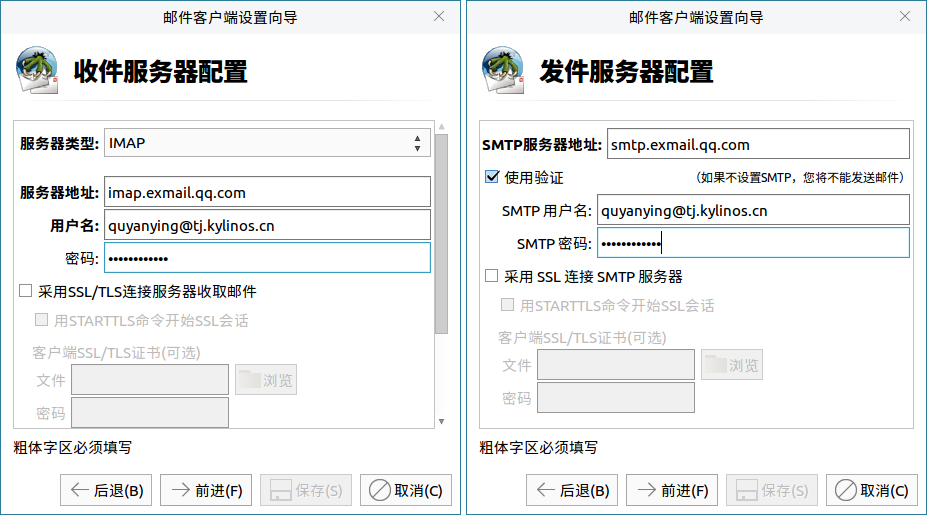 邮件客户端设置向导
收件服务器配置
服务器类型: IMAP
服务器地址: imap.exmail.qq.com
用户名: quyanying@tj.kylinos.cn
密码: ••••••••••••
采用SSL/TLS连接服务器收取邮件
用STARTTLS命令开始SSL会话
客户端SSL/TLS证书(可选)
文件 浏览
密码
粗体字区必须填写
后退(B) 前进(F) 保存(S) 取消(C)
邮件客户端设置向导
发件服务器配置
SMTP服务器地址: smtp.exmail.qq.com
使用验证 (如果不设置SMTP，您将不能发送邮件)
SMTP 用户名: quyanying@tj.kylinos.cn
SMTP 密码: ••••••••••••
采用 SSL 连接 SMTP 服务器
用STARTTLS命令开始SSL会话
客户端SSL/TLS证书(可选)
文件 浏览
密码
粗体字区必须填写
后退(B) 前进(F) 保存(S) 取消(C)